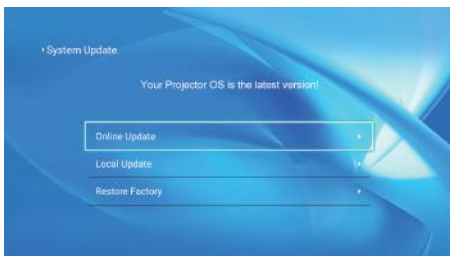 System Update
Your Projector OS is the latest version!
Online Update
Local Update
Restore Factory